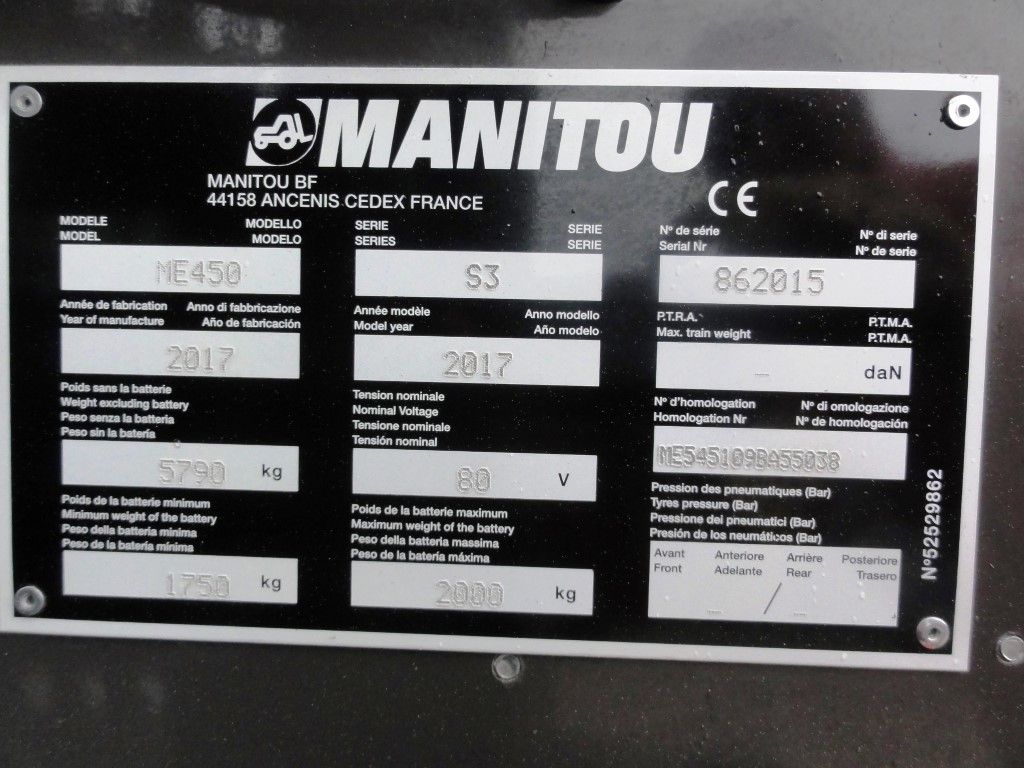 MANITOU
MANITOU BF
44158 ANCENIS CEDEX FRANCE
CE
MODELE MODELLO
MODEL MODELO
ME450
Année de fabrication Anno di fabbricazione
Year of manufacture Año de fabricación
2017
Poids sans la batterie
Weight excluding battery
Peso senza la batteria
Peso sin la batería
5790 kg
Poids de la batterie minimum
Minimum weight of the battery
Peso della batteria minima
Peso de la batería mínima
1750 kg
SERIE SERIE
SERIES SERIE
S3
Année modèle Anno modello
Model year Año modelo
2017
Tension nominale
Nominal Voltage
Tensione nominale
Tensión nominal
80 V
Poids de la batterie maximum
Maximum weight of the battery
Peso della batteria massima
Peso de la batería máxima
2000 kg
Nº de série Nº di serie
Serial Nr Nº de serie
862015
P.T.R.A. P.T.M.A.
Max. train weight P.T.M.A.
_ daN
Nº d'homologation Nº di omologazione
Homologation Nr Nº de homologación
ME545109BA55038
Pression des pneumatiques (Bar)
Tyres pressure (Bar)
Pressione dei pneumatici (Bar)
Presión de los neumáticos (Bar)
Avant Anteriore Arrière Posteriore
Front Adelante Rear Trasero
_ / _
Nº52529862